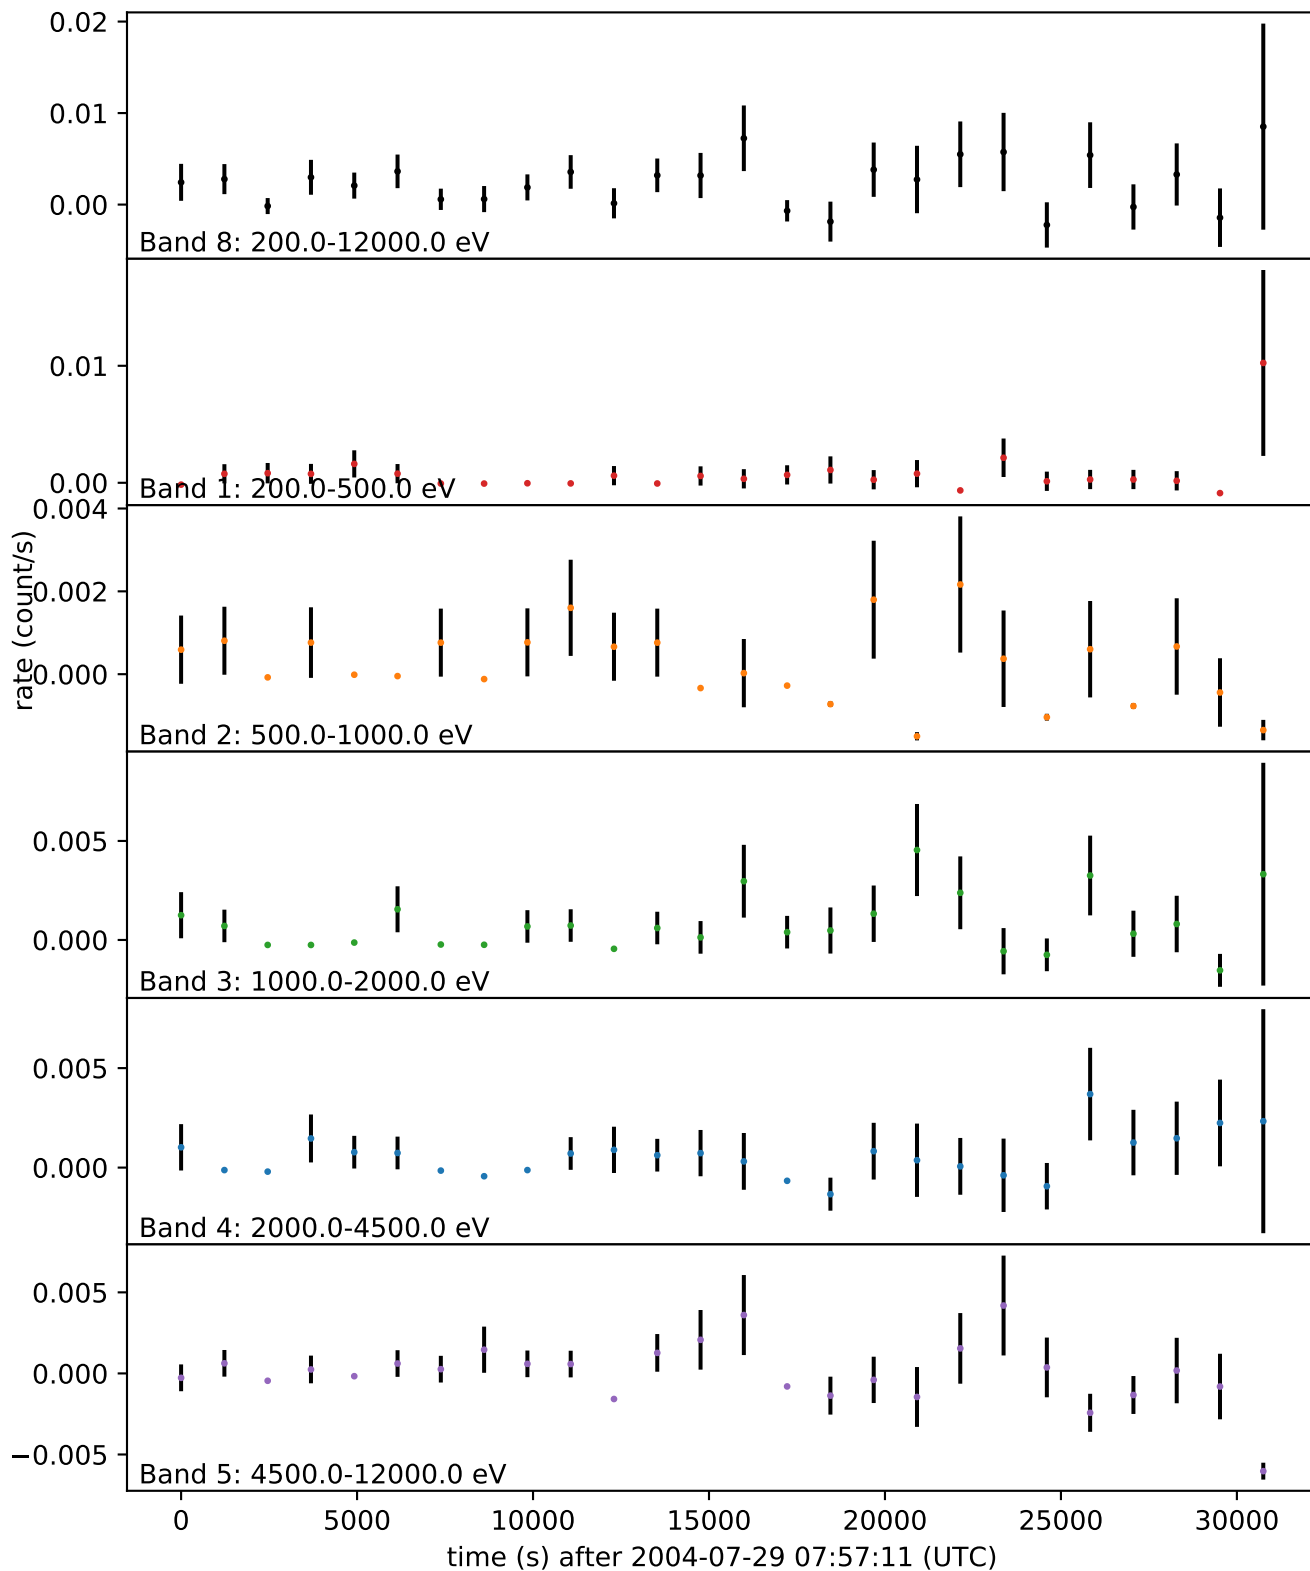 0.02
0.01
0.00
Band 8: 200.0-12000.0 eV
0.01
0.00
Band 1: 200.0-500.0 eV
0.004
0.002
0.000
rate (count/s)
Band 2: 500.0-1000.0 eV
0.005
0.000
Band 3: 1000.0-2000.0 eV
0.005
0.000
Band 4: 2000.0-4500.0 eV
0.005
0.000
−0.005
Band 5: 4500.0-12000.0 eV
0 5000 10000 15000 20000 25000 30000
time (s) after 2004-07-29 07:57:11 (UTC)